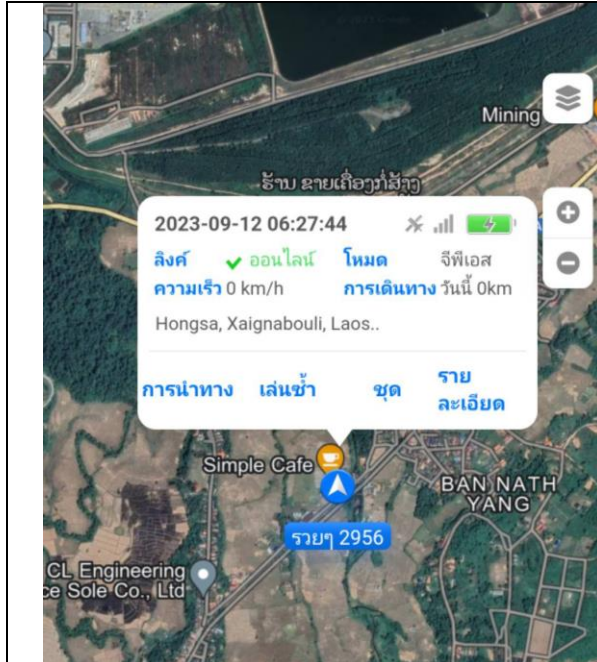 Mining
ຮ້ານ ຂາຍເຄື່ອງກໍ່ສ້າງ
2023-09-12 06:27:44
ลิงค์ ออนไลน์ โหมด จีพีเอส
ความเร็ว 0 km/h การเดินทาง วันนี้ 0km
Hongsa, Xaignabouli, Laos..
การนำทาง เล่นซ้ำ ชุด ราย
ละเอียด
Simple Cafe
BAN NATH
YANG
รวยๆ 2956
CL Engineering
ce Sole Co., Ltd